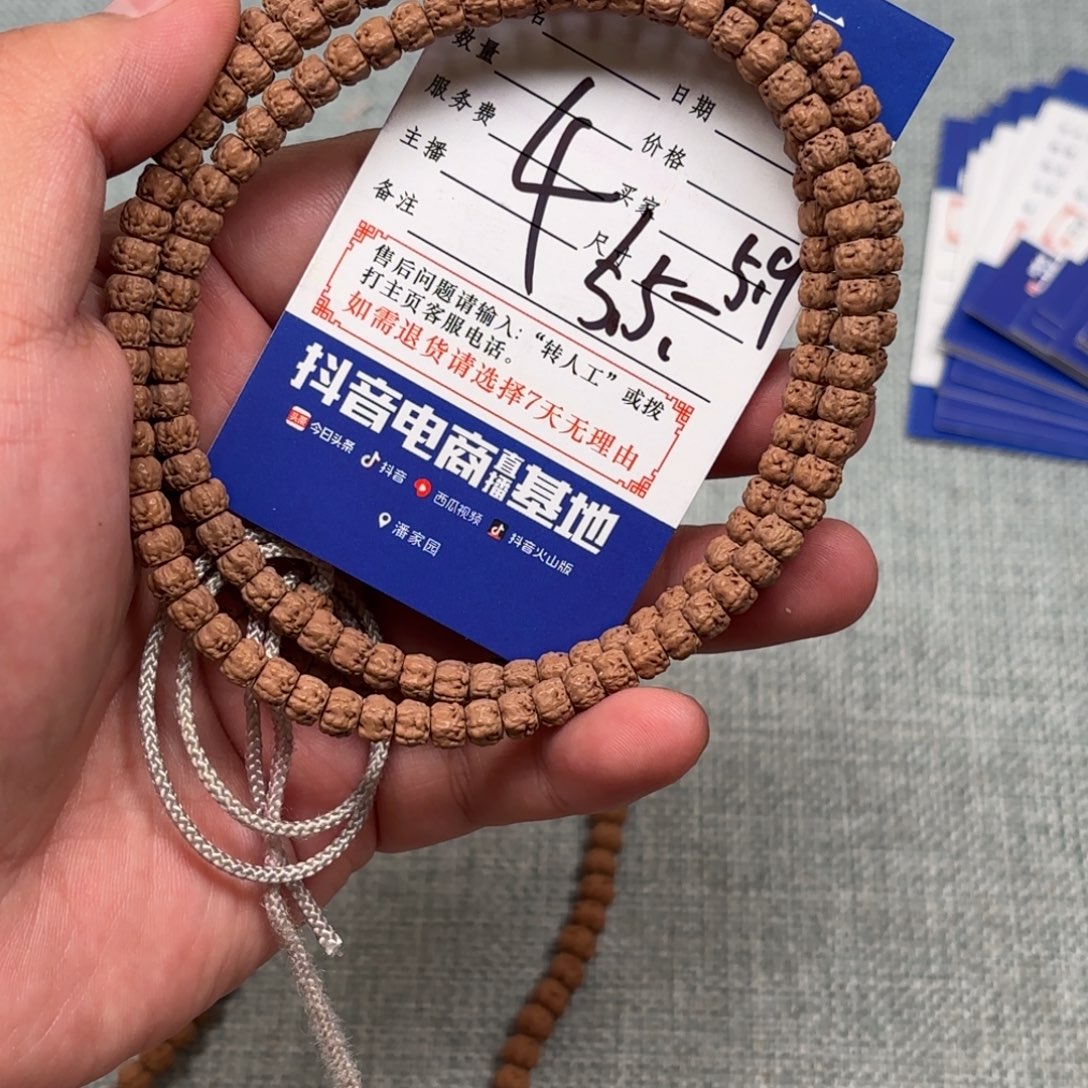 数量
日期
服务费
价格
主播
买家
备注
尺寸
4
5.5-5.9
售后问题请输入：“转人工”或拨
打主页客服电话。
如需退货请选择7天无理由
抖音电商直播基地
头条 今日头条 抖音 西瓜视频 抖音火山版
潘家园